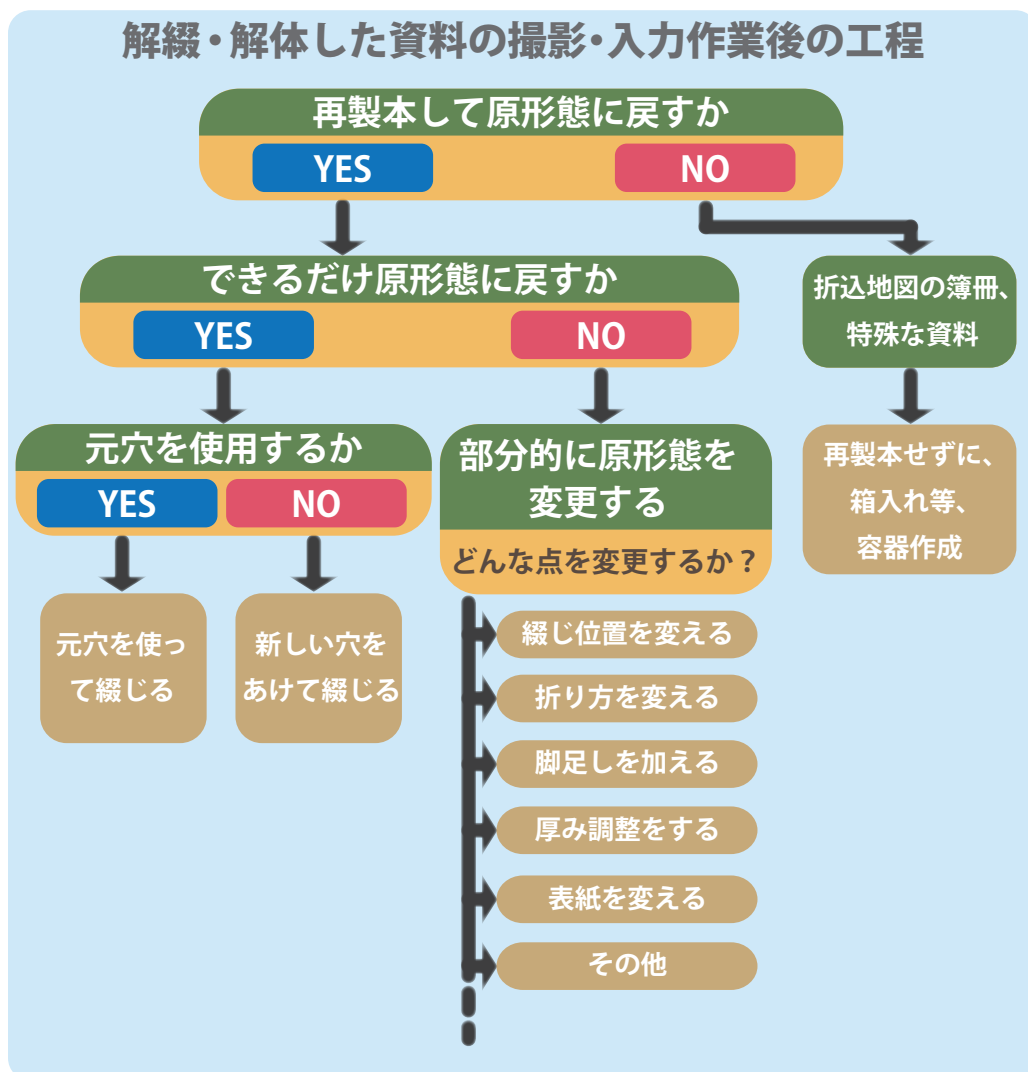 解綴・解体した資料の撮影・入力作業後の工程
再製本して原形態に戻すか
YES
NO
できるだけ原形態に戻すか
YES
NO
折込地図の簿冊、
特殊な資料
元穴を使用するか
YES
NO
部分的に原形態を
変更する
どんな点を変更するか？
再製本せずに、
箱入れ等、
容器作成
元穴を使っ
て綴じる
新しい穴を
あけて綴じる
綴じ位置を変える
折り方を変える
脚足しを加える
厚み調整をする
表紙を変える
その他